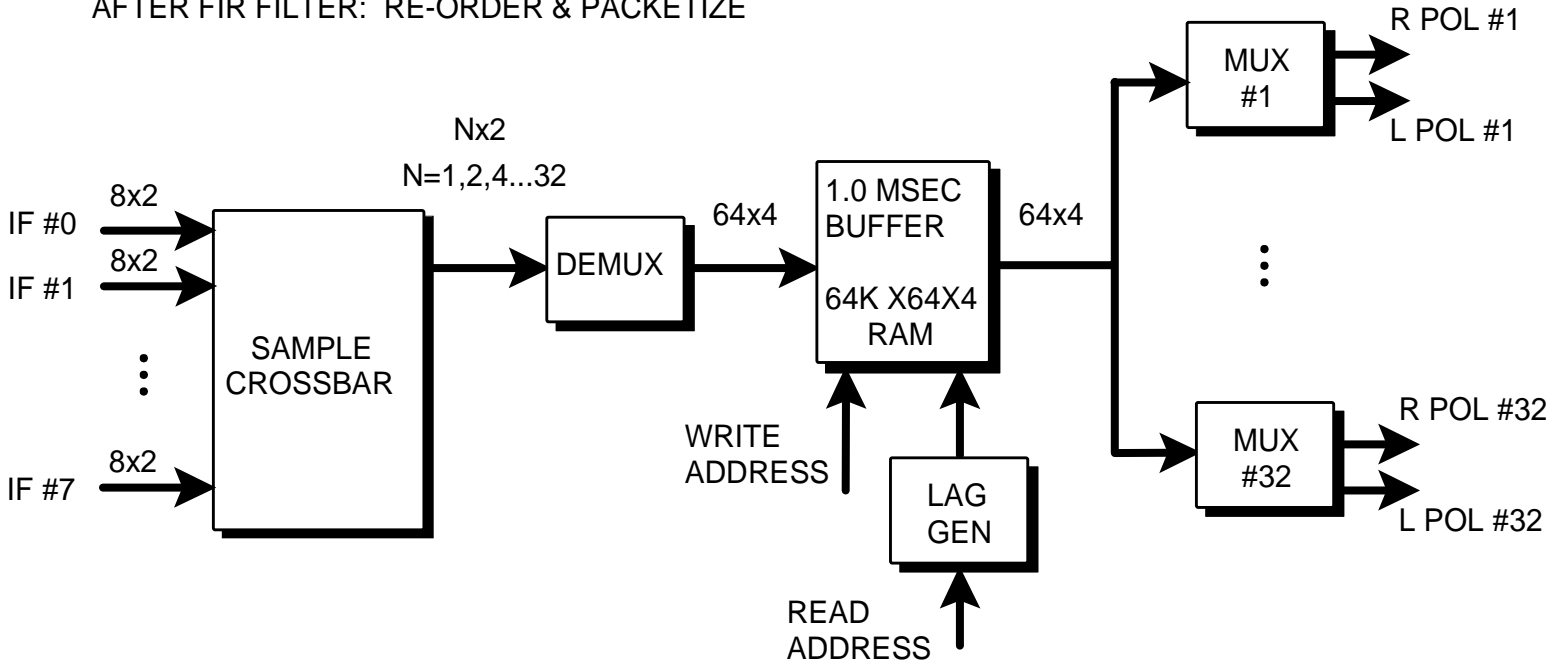 AFTER FIR FILTER: RE-ORDER & PACKETIZE
IF #0
8x2
IF #1
8x2
IF #7
8x2
SAMPLE
CROSSBAR
Nx2
N=1,2,4...32
DEMUX
64x4
1.0 MSEC
BUFFER
64K X64X4
RAM
WRITE
ADDRESS
LAG
GEN
READ
ADDRESS
64x4
MUX
#1
R POL #1
L POL #1
MUX
#32
R POL #32
L POL #32